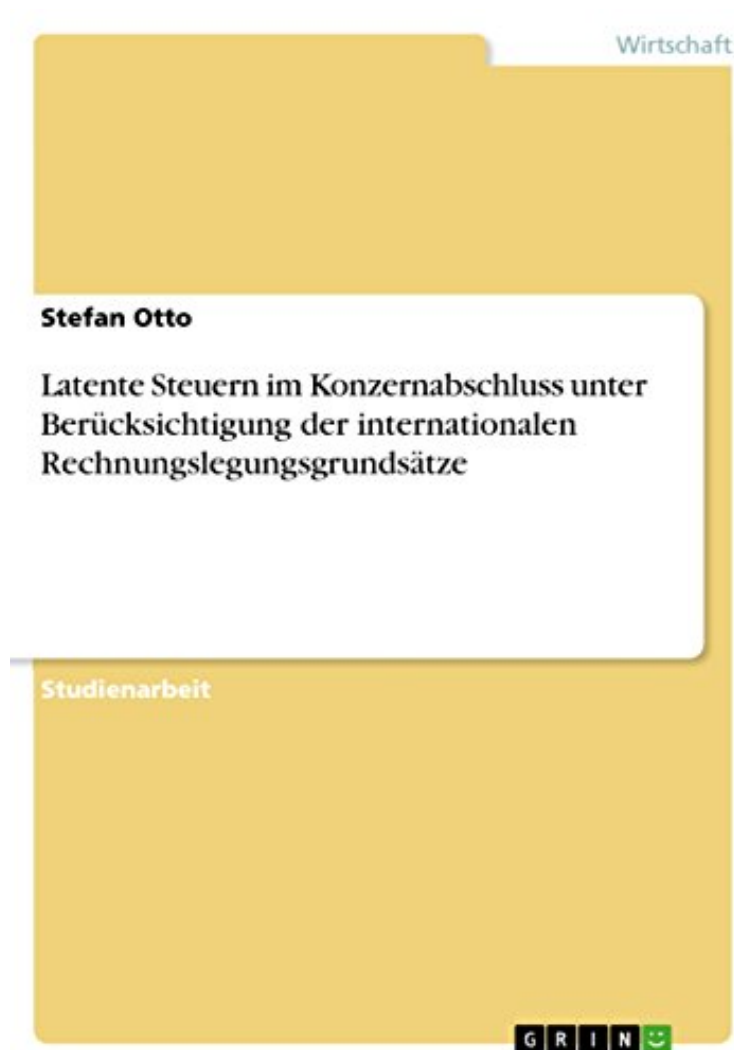 Wirtschaft
Stefan Otto
Latente Steuern im Konzernabschluss unter
Berücksichtigung der internationalen
Rechnungslegungsgrundsätze
Studienarbeit
GRIN